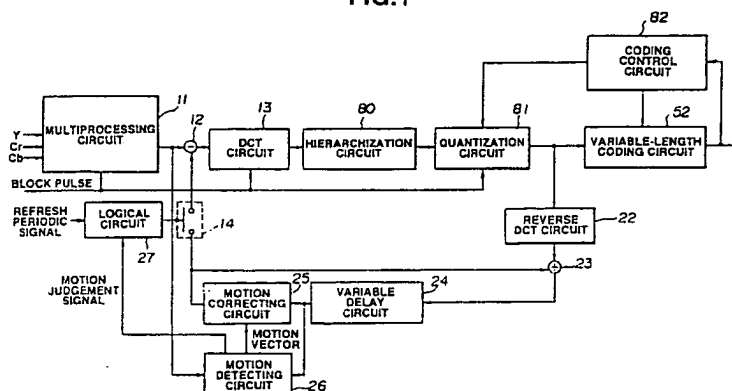 FIG.1
82
CODING
CONTROL
CIRCUIT
11
12
13
80
81
52
Y
Cr
Cb
MULTIPROCESSING
CIRCUIT
DCT
CIRCUIT
HIERARCHIZATION
CIRCUIT
QUANTIZATION
CIRCUIT
VARIABLE-LENGTH
CODING CIRCUIT
BLOCK PULSE
REFRESH
PERIODIC
SIGNAL
LOGICAL
CIRCUIT
27
14
REVERSE
DCT CIRCUIT
22
23
MOTION
JUDGEMENT
SIGNAL
25
MOTION
CORRECTING
CIRCUIT
24
VARIABLE
DELAY
CIRCUIT
MOTION
VECTOR
MOTION
DETECTING
CIRCUIT
26